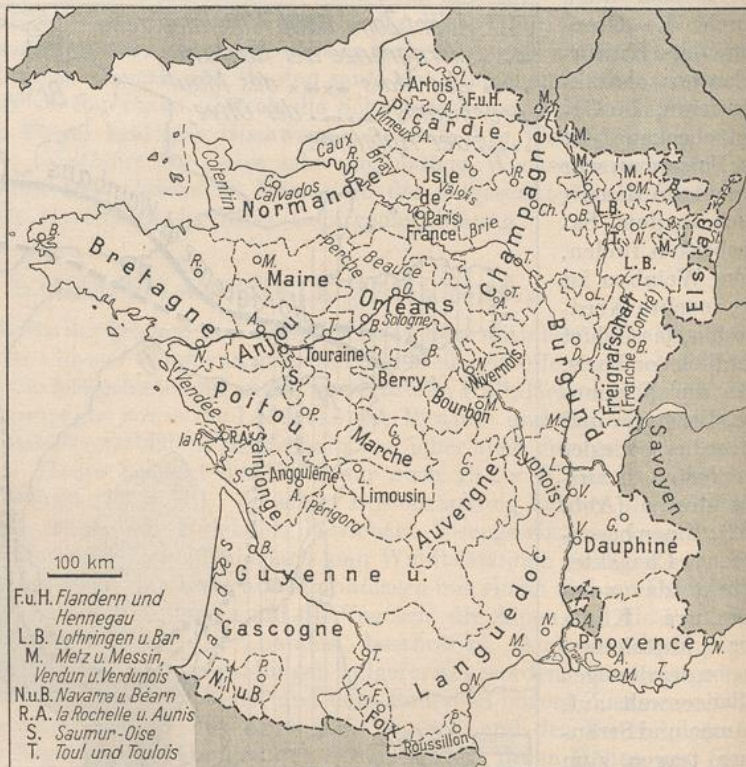 L.
Artois
A.
F.u.H.
Picardie
Vimeux
A.
M.
Caux
R.
Bray
S.
R.
Cotentin
C.
Calvados
Normandie
Isle
de
France
Valois
Paris
Brie
Champagne
Ch.
B.
M.
M.
V.
L.B.
M.
M.
T.
N.
M.
L.B.
Elsaß
B.
Bretagne
R.
M.
Maine
Perche
Beauce
O.
Orléans
T.
A.
T.
L.
N.
A.
Anjou
T.
B.
Sologne
Touraine
S.
Berry
B.
N.
Nivernois
Burgund
D.
Freigrafschaft
(Franche Comté)
B.
Vendée
Poitou
P.
Bourbon
M.
M.
la R.
R.A.
Saintonge
S.
Marche
G.
Angoulême
A.
L.
Limousin
Périgord
C.
Auvergne
Lyonois
L.
V.
V.
Savoyen
G.
Dauphiné
B.
Guyenne u.
Landes
Gascogne
P.
N.u.B.
T.
F.
Foix
Languedoc
N.
M.
N.
P.
Roussillon
A.
Provence
A.
M.
T.
N.
100 km
F.u.H. Flandern und
Hennegau
L.B. Lothringen u. Bar
M. Metz u. Messin,
Verdun u. Verdunois
N.u.B. Navarra u. Béarn
R.A. la Rochelle u. Aunis
S. Saumur-Oise
T. Toul und Toulois